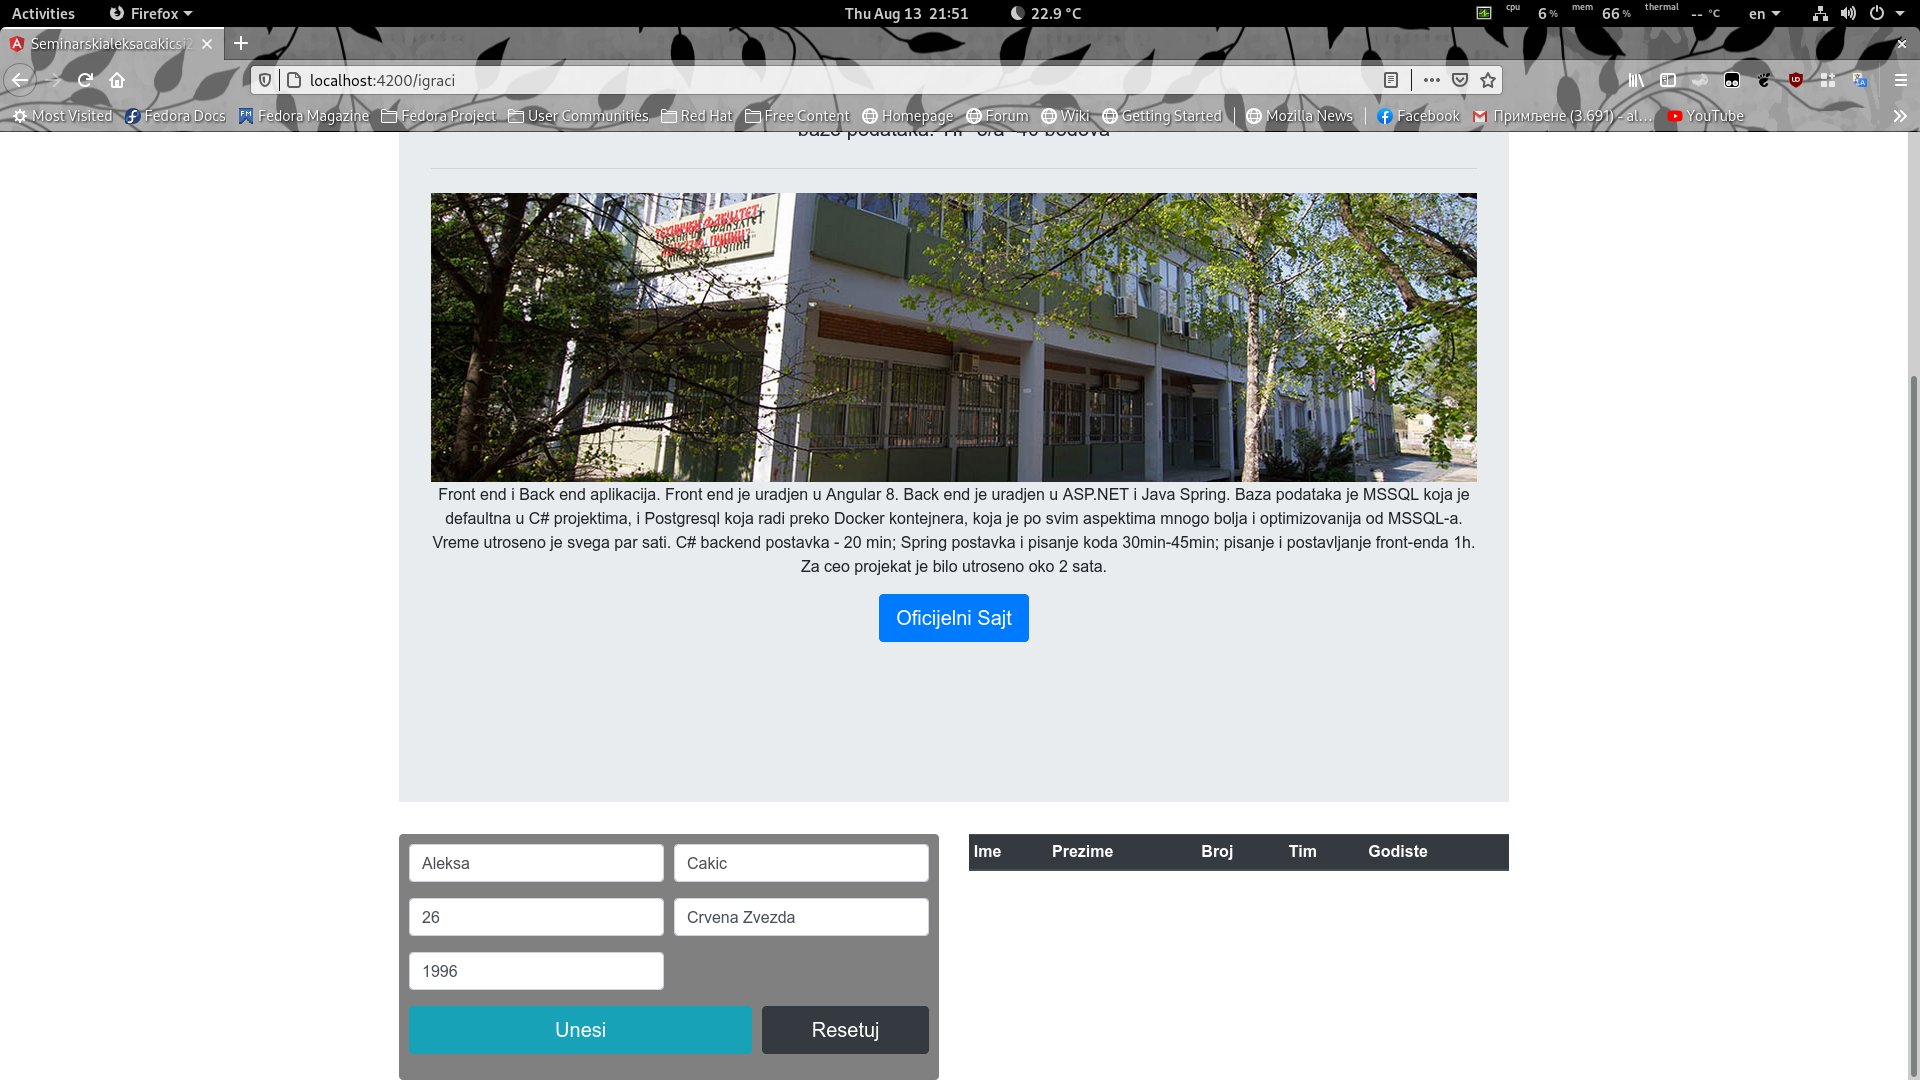 Activities
Firefox
Thu Aug 13 21:51
22.9 °C
cpu
6 %
mem
66 %
thermal
-- °C
en
Seminarskialeksacakicsi2
localhost:4200/igraci
Most Visited
Fedora Docs
Fedora Magazine
Fedora Project
User Communities
Red Hat
Free Content
Homepage
Forum
Wiki
Getting Started
Mozilla News
Facebook
Примљене (3.691) - al…
YouTube
ТЕХНИЧКИ ФАКУЛТЕТ
Front end i Back end aplikacija. Front end je uradjen u Angular 8. Back end je uradjen u ASP.NET i Java Spring. Baza podataka je MSSQL koja je
defaultna u C# projektima, i Postgresql koja radi preko Docker kontejnera, koja je po svim aspektima mnogo bolja i optimizovanija od MSSQL-a.
Vreme utroseno je svega par sati. C# backend postavka - 20 min; Spring postavka i pisanje koda 30min-45min; pisanje i postavljanje front-enda 1h.
Za ceo projekat je bilo utroseno oko 2 sata.
Oficijelni Sajt
Aleksa
Cakic
26
Crvena Zvezda
1996
Unesi
Resetuj
Ime Prezime Broj Tim Godiste